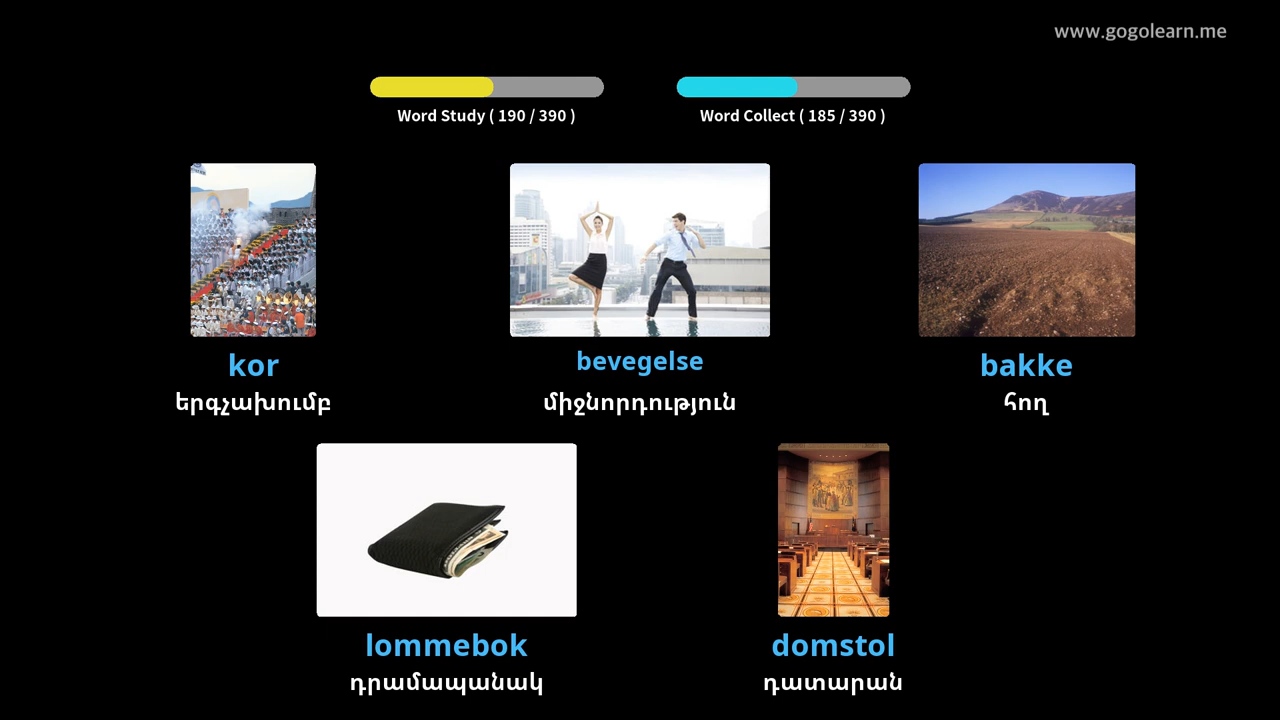 www.gogolearn.me
Word Study ( 190 / 390 )
Word Collect ( 185 / 390 )
kor
երգչախումբ
bevegelse
միջնորդություն
bakke
հող
lommebok
դրամապանակ
domstol
դատարան